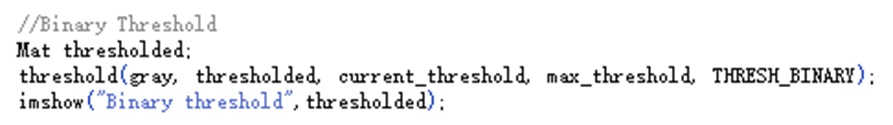 //Binary Threshold
Mat thresholded;
threshold(gray, thresholded, current_threshold, max_threshold, THRESH_BINARY);
imshow("Binary threshold",thresholded);